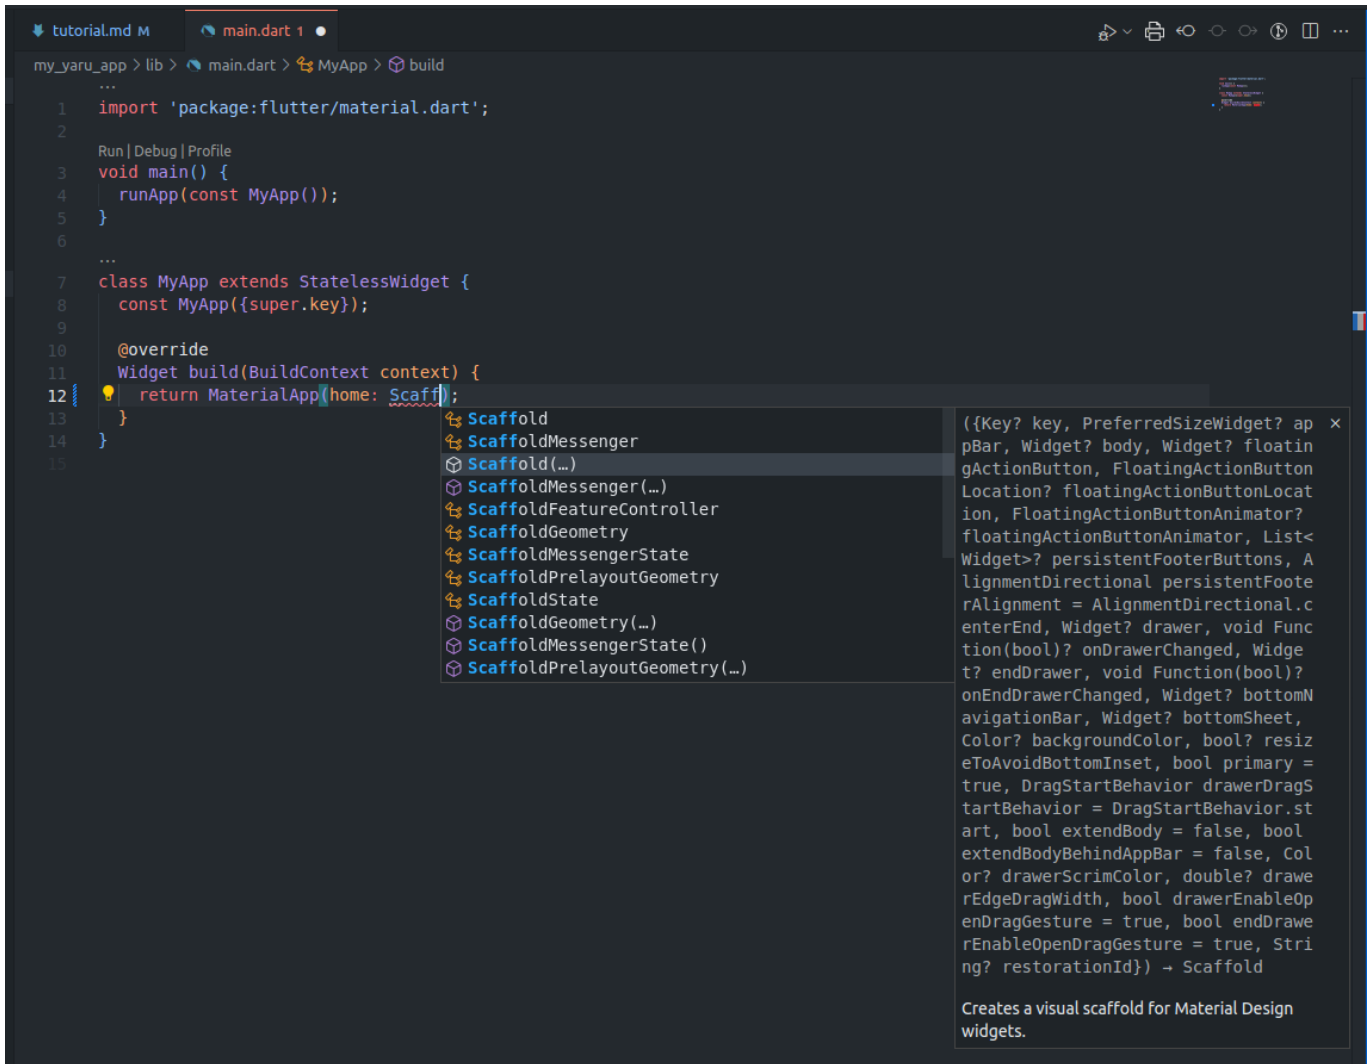 tutorial.md M
main.dart 1
my_yaru_app > lib > main.dart > MyApp > build
...
1 import 'package:flutter/material.dart';
2
Run | Debug | Profile
3 void main() {
4 runApp(const MyApp());
5 }
6
...
7 class MyApp extends StatelessWidget {
8 const MyApp({super.key});
9
10 @override
11 Widget build(BuildContext context) {
12 return MaterialApp(home: Scaff);
13 }
14 }
15
Scaffold
ScaffoldMessenger
Scaffold(…)
ScaffoldMessenger(…)
ScaffoldFeatureController
ScaffoldGeometry
ScaffoldMessengerState
ScaffoldPrelayoutGeometry
ScaffoldState
ScaffoldGeometry(…)
ScaffoldMessengerState()
ScaffoldPrelayoutGeometry(…)
({Key? key, PreferredSizeWidget? ap
pBar, Widget? body, Widget? floatin
gActionButton, FloatingActionButton
Location? floatingActionButtonLocat
ion, FloatingActionButtonAnimator?
floatingActionButtonAnimator, List<
Widget>? persistentFooterButtons, A
lignmentDirectional persistentFoote
rAlignment = AlignmentDirectional.c
enterEnd, Widget? drawer, void Func
tion(bool)? onDrawerChanged, Widge
t? endDrawer, void Function(bool)?
onEndDrawerChanged, Widget? bottomN
avigationBar, Widget? bottomSheet,
Color? backgroundColor, bool? resiz
eToAvoidBottomInset, bool primary =
true, DragStartBehavior drawerDragS
tartBehavior = DragStartBehavior.st
art, bool extendBody = false, bool
extendBodyBehindAppBar = false, Col
or? drawerScrimColor, double? drawe
rEdgeDragWidth, bool drawerEnableOp
enDragGesture = true, bool endDrawe
rEnableOpenDragGesture = true, Stri
ng? restorationId}) → Scaffold
Creates a visual scaffold for Material Design
widgets.